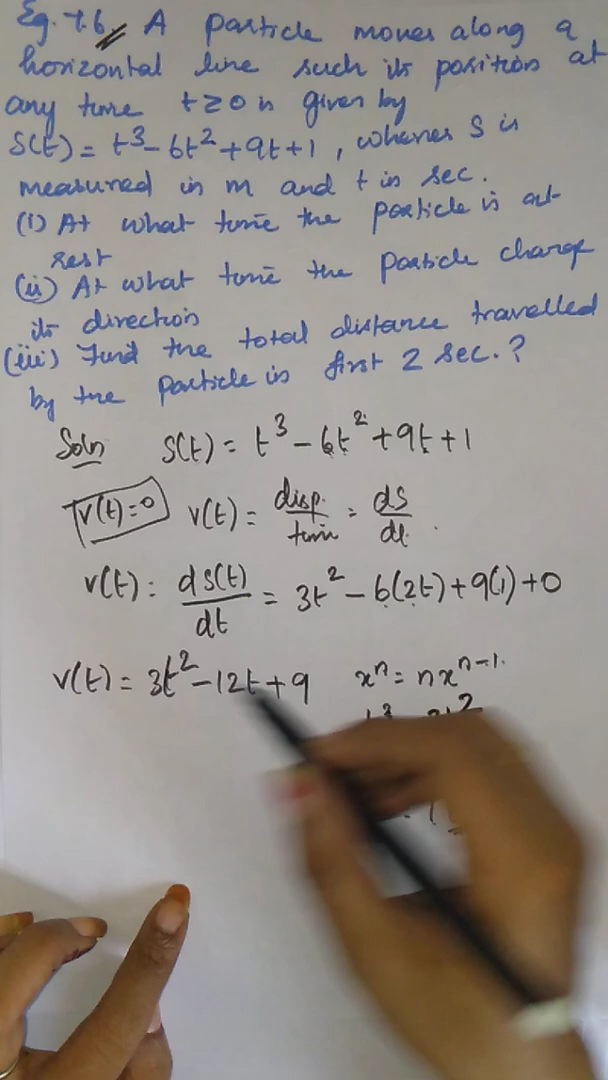 Eg. 7.6 A particle moves along a
horizontal line such its position at
any time t≥0 is given by
S(t) = t³ - 6t² + 9t + 1, wheres S is
measured in m and t in sec.
(i) At what time the particle is at
rest
(ii) At what time the particle change
its direction
(iii) Find the total distance travelled
by the particle in first 2 sec.?
Soln S(t) = t³ - 6t² + 9t + 1
V(t)=0 V(t) = disp/time = ds/dt.
V(t) : ds(t)/dt = 3t² - 6(2t) + 9(1) + 0
V(t) = 3t² - 12t + 9 xⁿ = nxⁿ⁻¹.